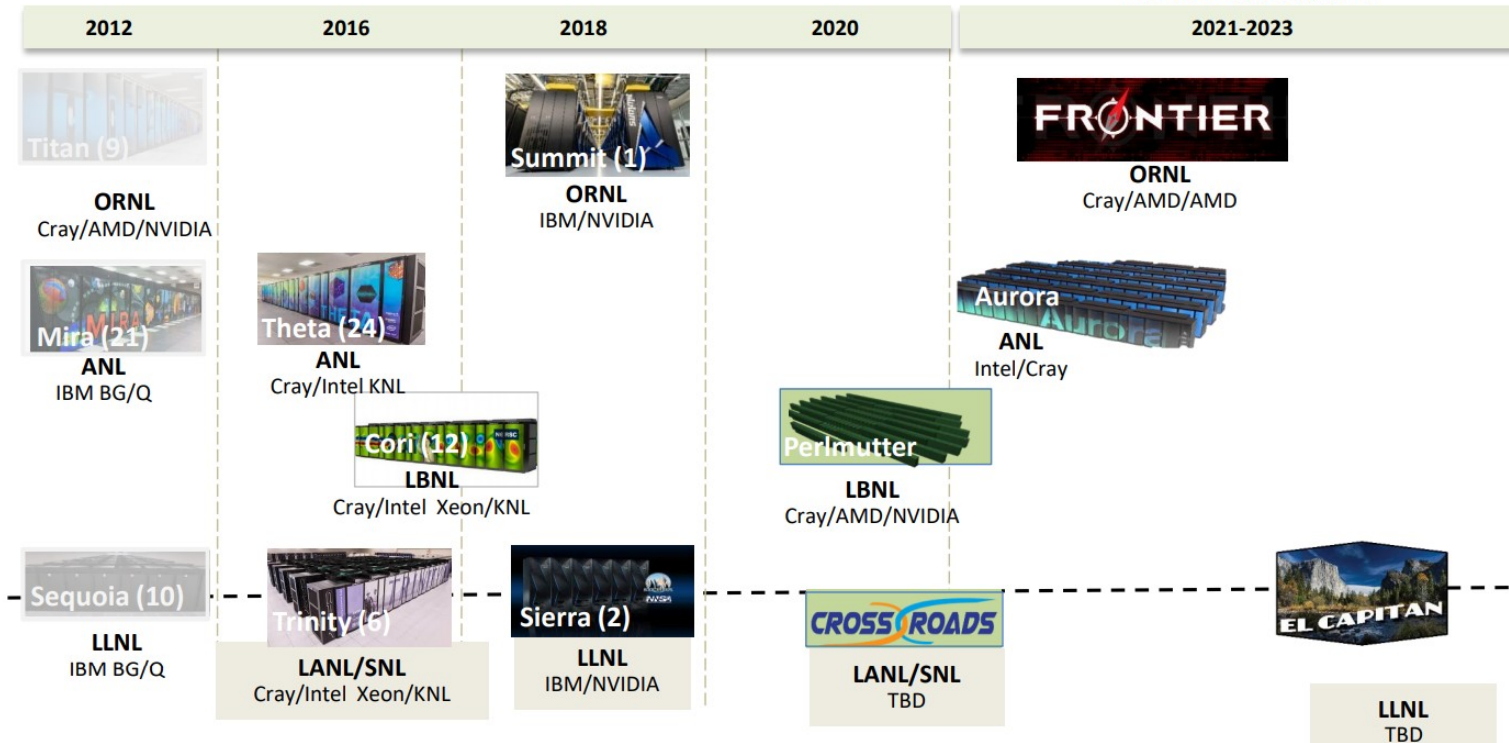 2012
2016
2018
2020
2021-2023
Titan (9)
ORNL
Cray/AMD/NVIDIA
Summit (1)
ORNL
IBM/NVIDIA
FRONTIER
ORNL
Cray/AMD/AMD
MIRA
Mira (21)
ANL
IBM BG/Q
THETA
Theta (24)
ANL
Cray/Intel KNL
Aurora
Aurora
ANL
Intel/Cray
Cori (12)
LBNL
Cray/Intel Xeon/KNL
Perlmutter
LBNL
Cray/AMD/NVIDIA
Sequoia (10)
LLNL
IBM BG/Q
Trinity (6)
LANL/SNL
Cray/Intel Xeon/KNL
Sierra (2)
LLNL
IBM/NVIDIA
CROSSROADS
LANL/SNL
TBD
EL CAPITAN
LLNL
TBD